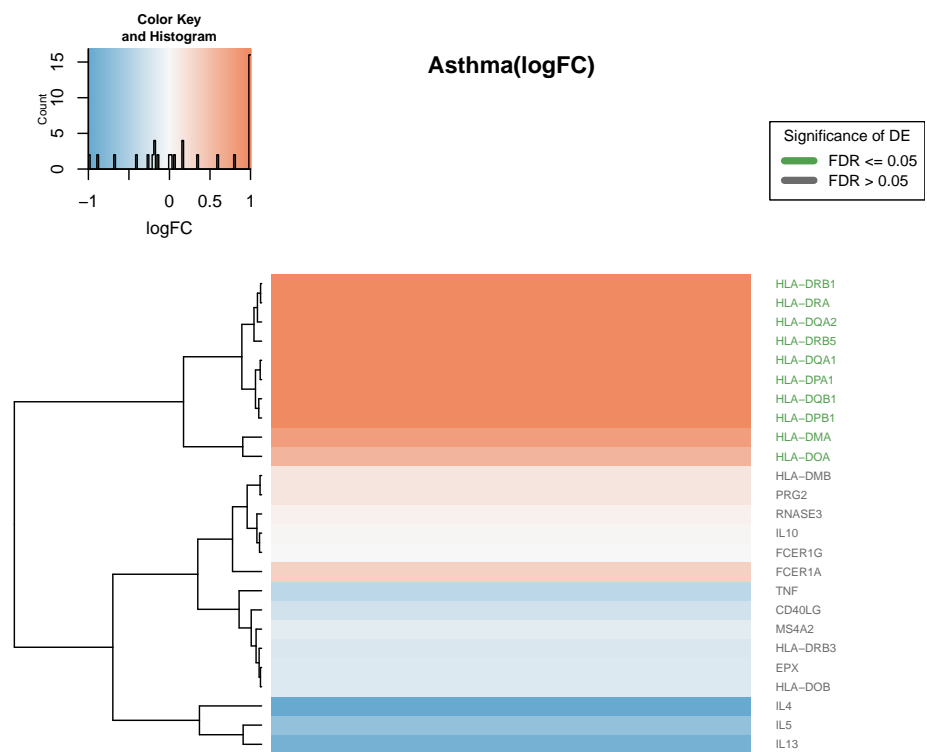 Color Key
and Histogram
Count
0
5
10
15
−1
0
0.5
1
logFC
Asthma(logFC)
Significance of DE
FDR <= 0.05
FDR > 0.05
HLA−DRB1
HLA−DRA
HLA−DQA2
HLA−DRB5
HLA−DQA1
HLA−DPA1
HLA−DQB1
HLA−DPB1
HLA−DMA
HLA−DOA
HLA−DMB
PRG2
RNASE3
IL10
FCER1G
FCER1A
TNF
CD40LG
MS4A2
HLA−DRB3
EPX
HLA−DOB
IL4
IL5
IL13